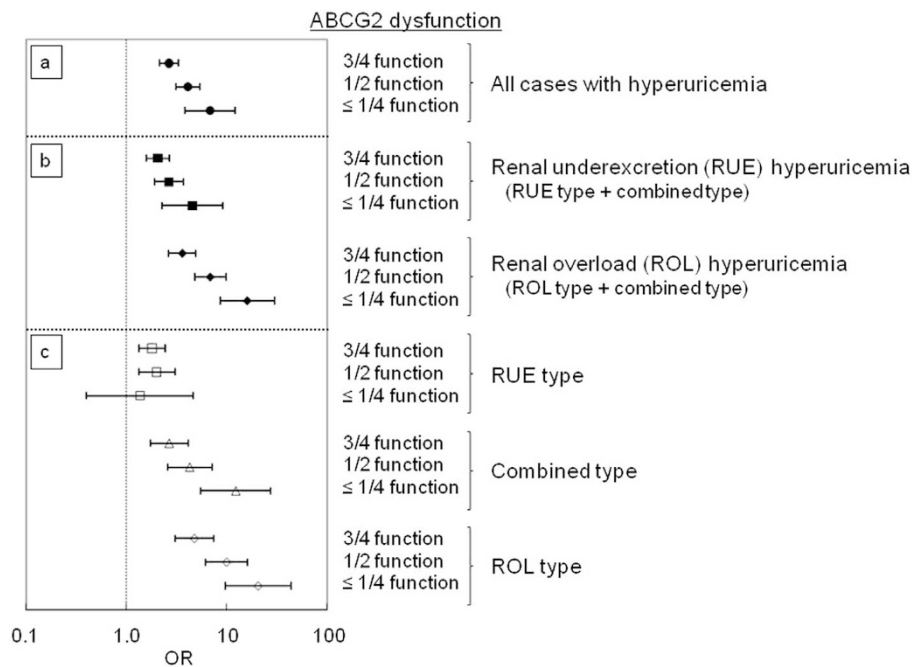 ABCG2 dysfunction
a
3/4 function
1/2 function
≤ 1/4 function
All cases with hyperuricemia
b
3/4 function
1/2 function
≤ 1/4 function
Renal underexcretion (RUE) hyperuricemia
(RUE type + combined type)
3/4 function
1/2 function
≤ 1/4 function
Renal overload (ROL) hyperuricemia
(ROL type + combined type)
c
3/4 function
1/2 function
≤ 1/4 function
RUE type
3/4 function
1/2 function
≤ 1/4 function
Combined type
3/4 function
1/2 function
≤ 1/4 function
ROL type
0.1 1.0 10 100
OR